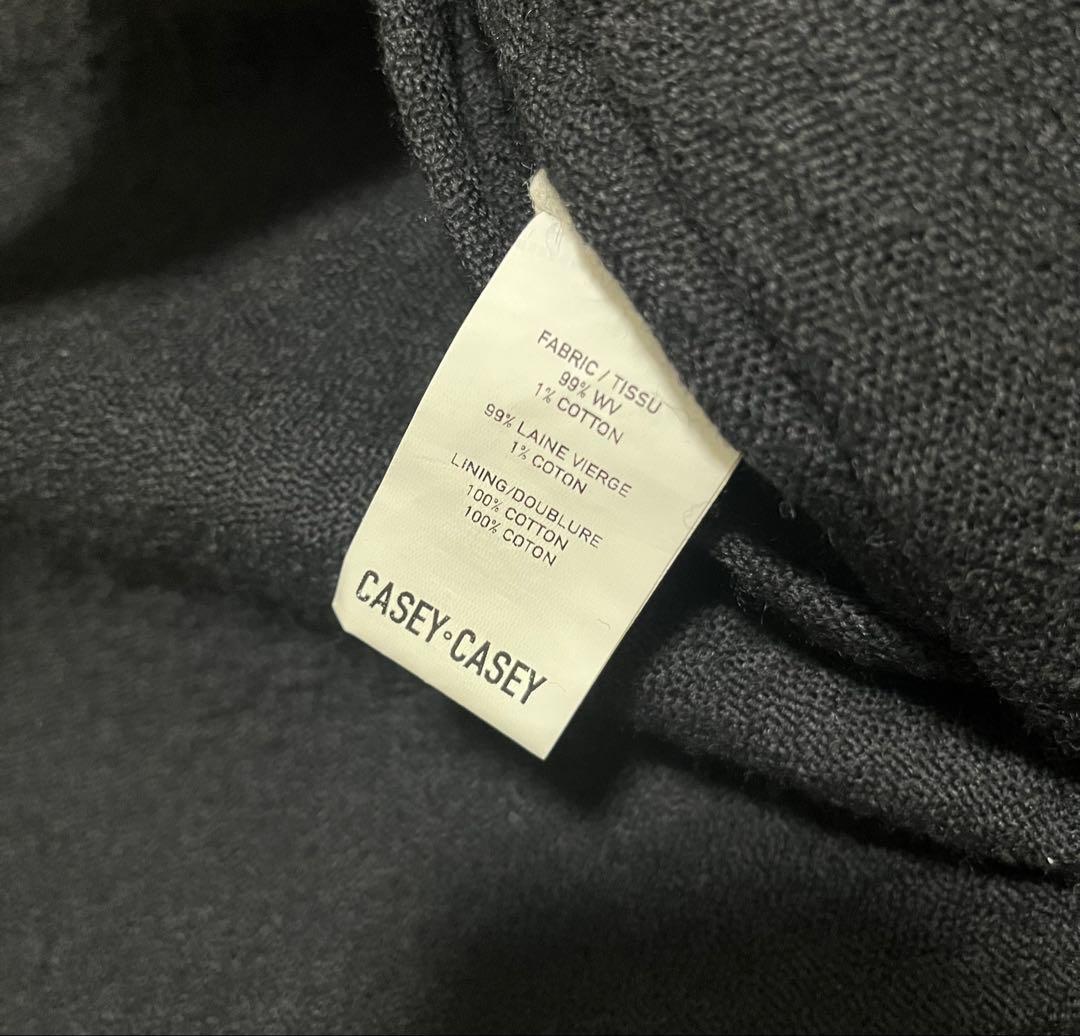 FABRIC / TISSU
99% WV
1% COTTON
99% LAINE VIERGE
1% COTON
LINING/DOUBLURE
100% COTTON
100% COTON
CASEY°CASEY